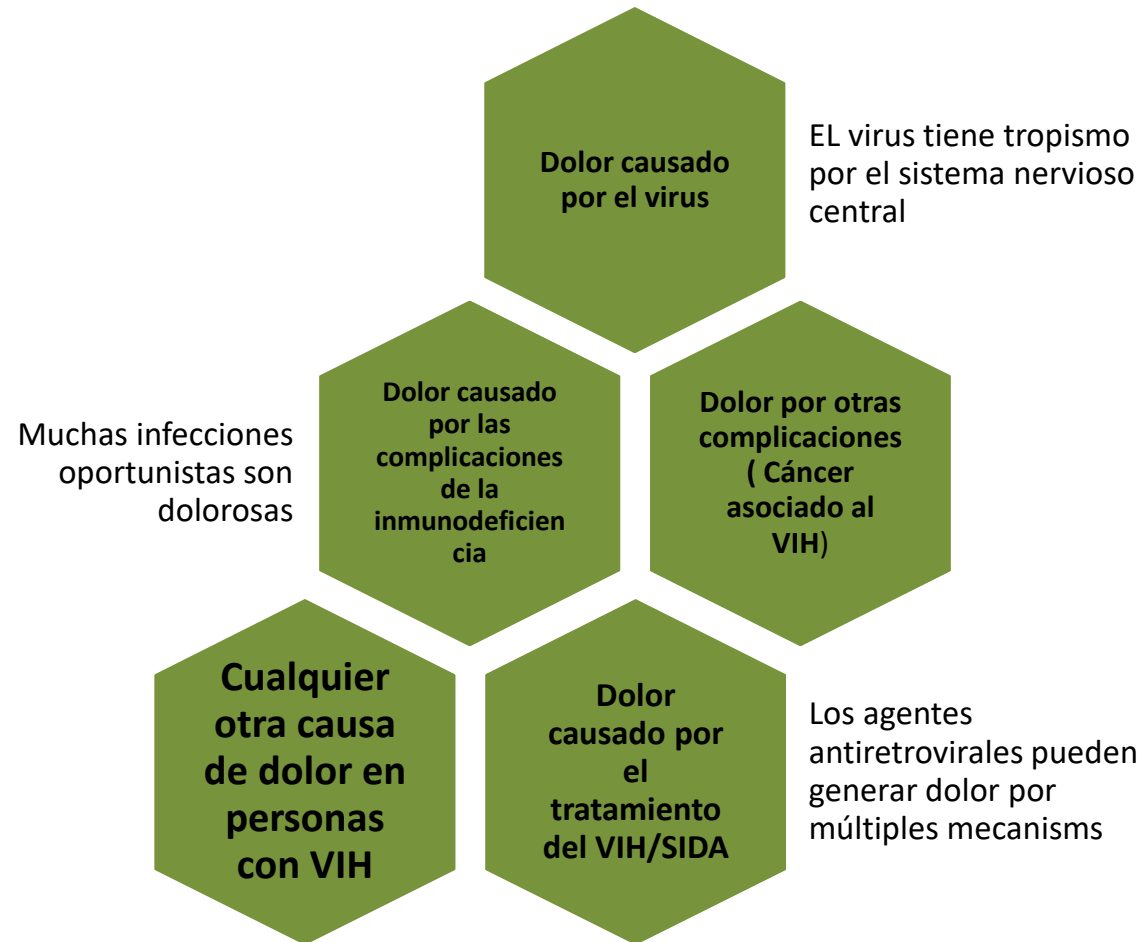 Dolor causado
por el virus
EL virus tiene tropismo
por el sistema nervioso
central
Muchas infecciones
oportunistas son
dolorosas
Dolor causado
por las
complicaciones
de la
inmunodeficien
cia
Dolor por otras
complicaciones
( Cáncer
asociado al
VIH)
Cualquier
otra causa
de dolor en
personas
con VIH
Dolor
causado por
el
tratamiento
del VIH/SIDA
Los agentes
antiretrovirales pueden
generar dolor por
múltiples mecanisms